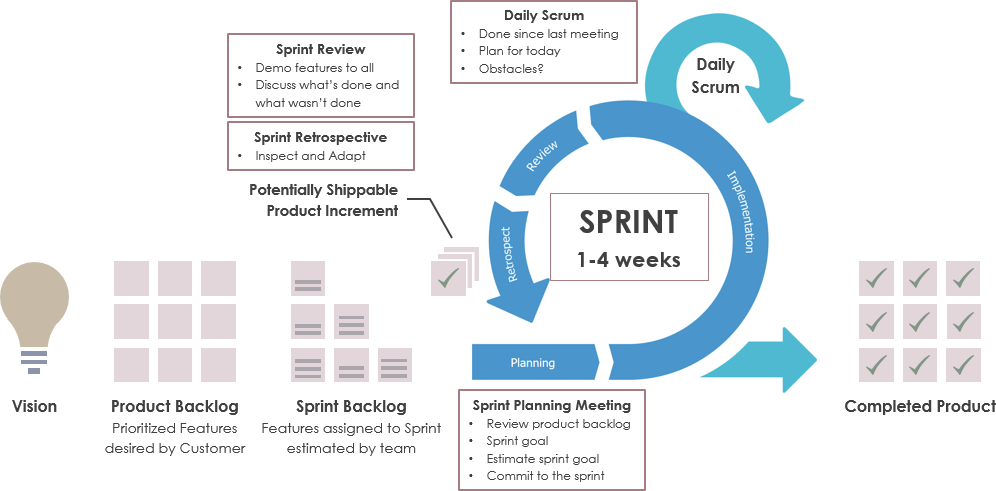 Daily Scrum
• Done since last meeting
• Plan for today
• Obstacles?
Sprint Review
• Demo features to all
• Discuss what's done and
what wasn't done
Sprint Retrospective
• Inspect and Adapt
Daily
Scrum
Potentially Shippable
Product Increment
Review
Implementation
Retrospect
SPRINT
1-4 weeks
Planning
Vision
Product Backlog
Prioritized Features
desired by Customer
Sprint Backlog
Features assigned to Sprint
estimated by team
Sprint Planning Meeting
• Review product backlog
• Sprint goal
• Estimate sprint goal
• Commit to the sprint
Completed Product